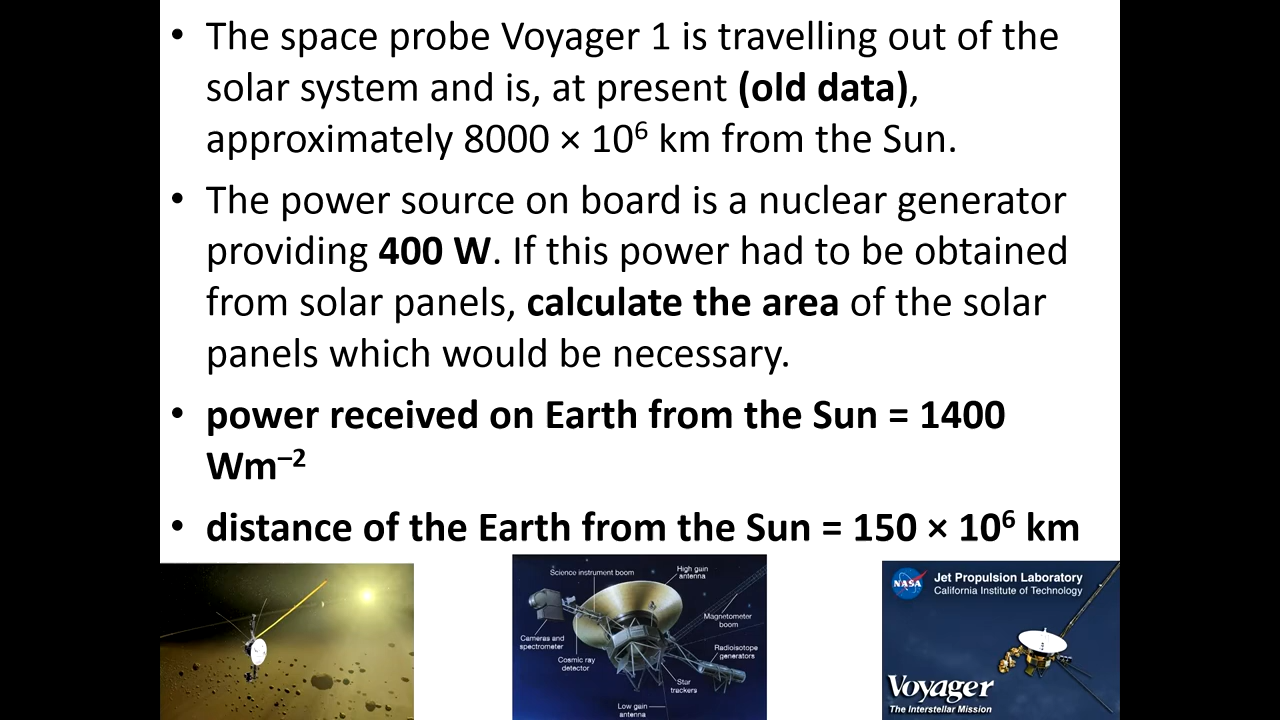 • The space probe Voyager 1 is travelling out of the
solar system and is, at present (old data),
approximately 8000 × 10⁶ km from the Sun.
• The power source on board is a nuclear generator
providing 400 W. If this power had to be obtained
from solar panels, calculate the area of the solar
panels which would be necessary.
• power received on Earth from the Sun = 1400
Wm⁻²
• distance of the Earth from the Sun = 150 × 10⁶ km
Science instrument boom
High gain
antenna
Magnetometer
boom
Cameras and
spectrometer
Cosmic ray
detector
Radioisotope
generators
Star
trackers
Low gain
antenna
NASA
Jet Propulsion Laboratory
California Institute of Technology
Voyager
The Interstellar Mission